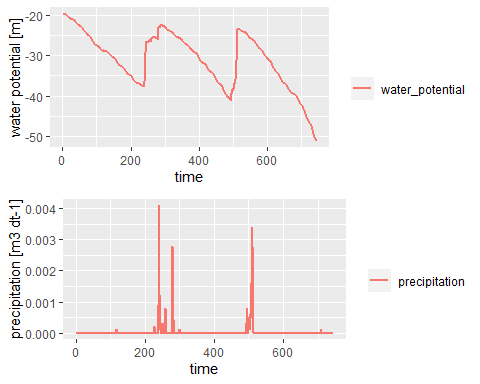 water potential [m]
-20
-30
-40
-50
0
200
400
600
time
water_potential
precipitation [m3 dt-1]
0.004
0.003
0.002
0.001
0.000
0
200
400
600
time
precipitation